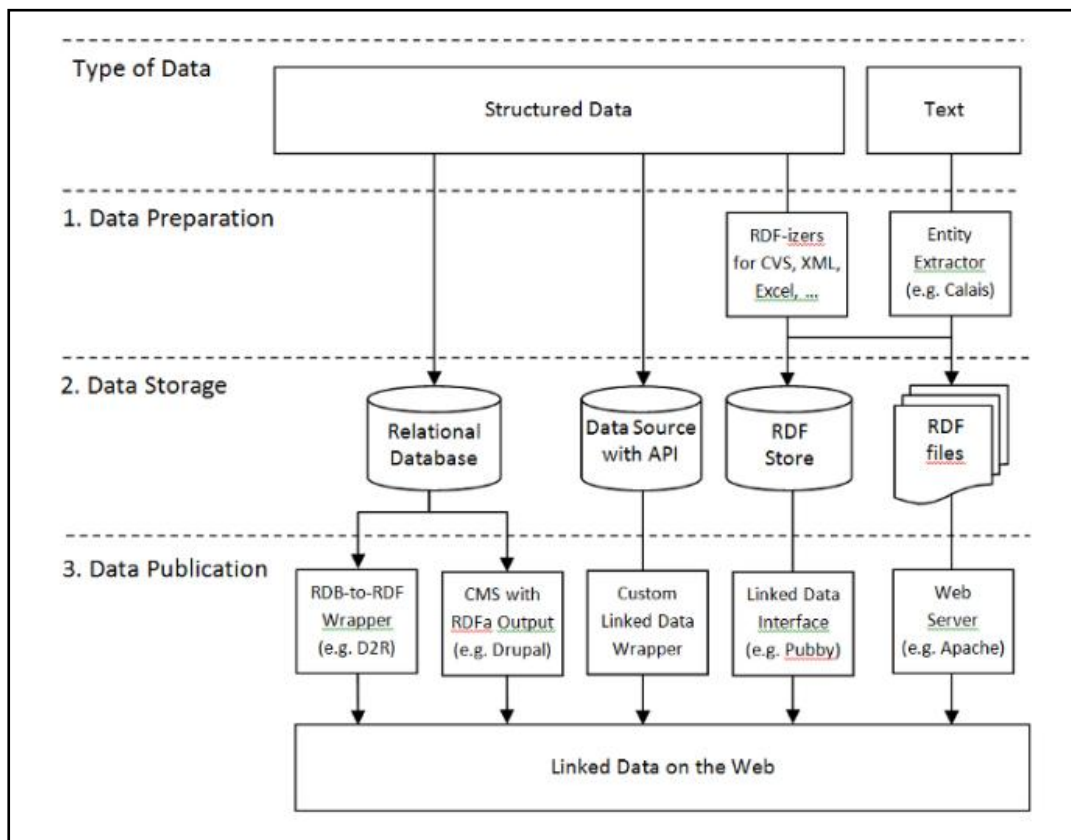 Type of Data
Structured Data
Text
1. Data Preparation
RDF-izers
for CVS, XML,
Excel, ...
Entity
Extractor
(e.g. Calais)
2. Data Storage
Relational
Database
Data Source
with API
RDF
Store
RDF
files
3. Data Publication
RDB-to-RDF
Wrapper
(e.g. D2R)
CMS with
RDFa Output
(e.g. Drupal)
Custom
Linked Data
Wrapper
Linked Data
Interface
(e.g. Pubby)
Web
Server
(e.g. Apache)
Linked Data on the Web